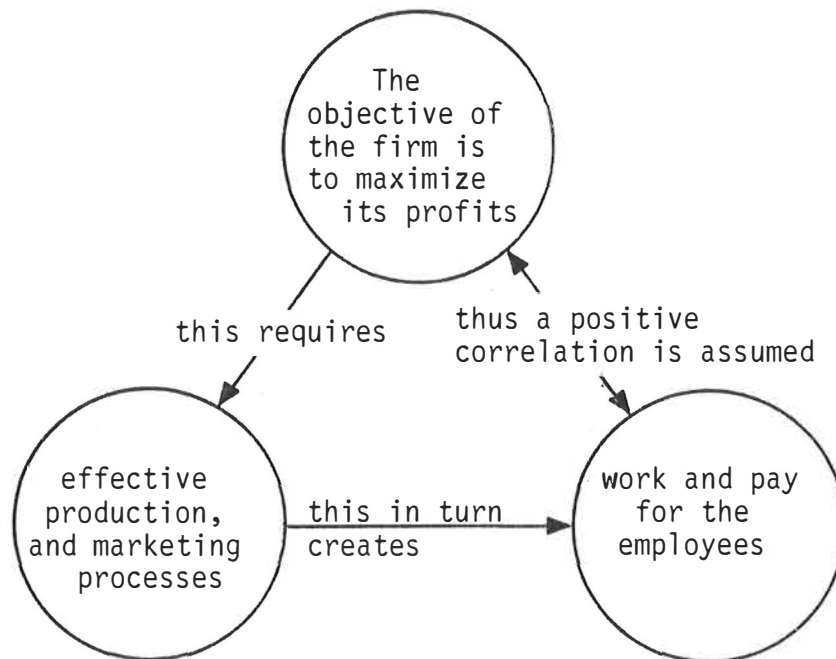 The
objective of
the firm is
to maximize
its profits
this requires
thus a positive
correlation is assumed
effective
production,
and marketing
processes
this in turn
creates
work and pay
for the
employees